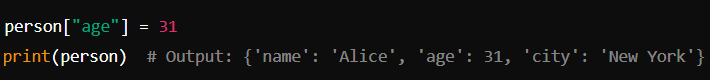 person["age"] = 31
print(person)  # Output: {'name': 'Alice', 'age': 31, 'city': 'New York'}